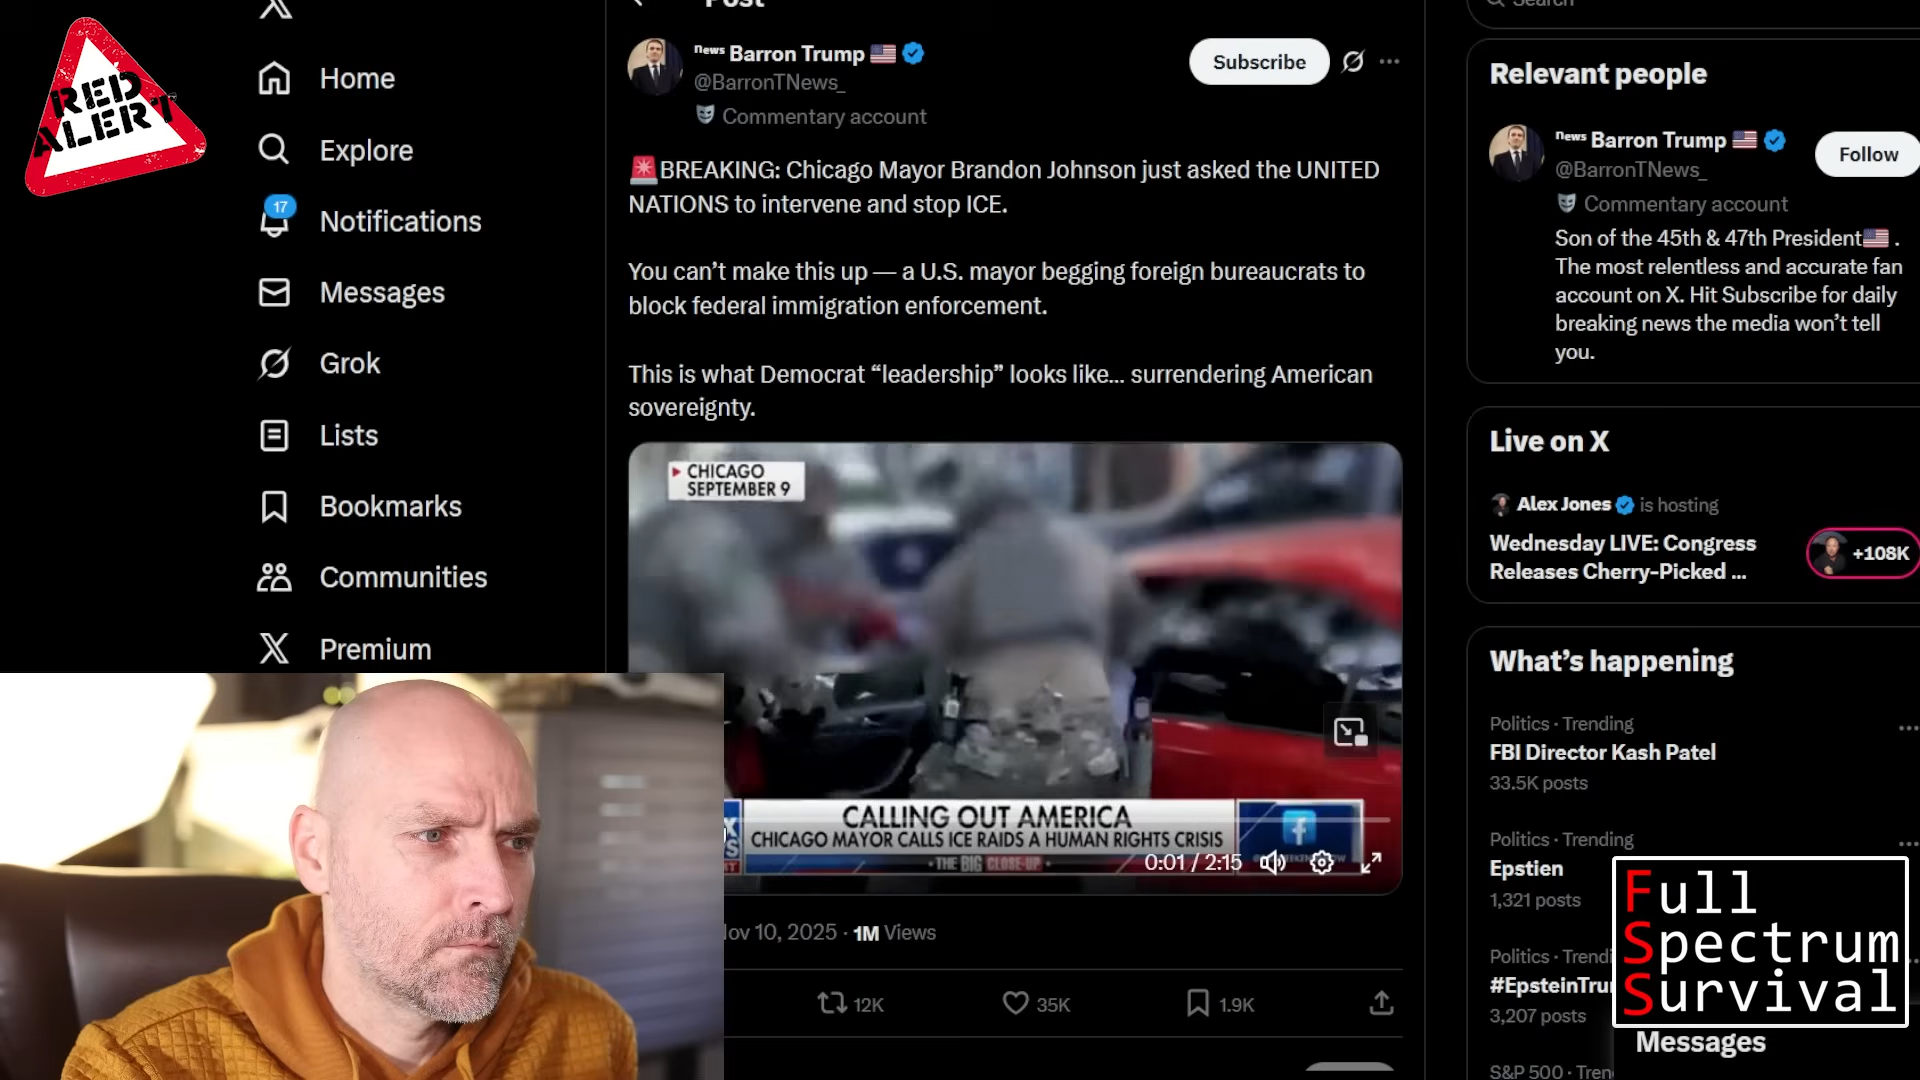 RED
ALERT
Home
Explore
17
Notifications
Messages
Grok
Lists
Bookmarks
Communities
Premium
Post
news Barron Trump
@BarronTNews_
Commentary account
Subscribe
BREAKING: Chicago Mayor Brandon Johnson just asked the UNITED
NATIONS to intervene and stop ICE.
You can’t make this up — a U.S. mayor begging foreign bureaucrats to
block federal immigration enforcement.
This is what Democrat “leadership” looks like... surrendering American
sovereignty.
CHICAGO
SEPTEMBER 9
CALLING OUT AMERICA
CHICAGO MAYOR CALLS ICE RAIDS A HUMAN RIGHTS CRISIS
• THE BIG CLOSE-UP •
0:01 / 2:15
10, 2025 · 1M Views
12K
35K
1.9K
Search
Relevant people
news Barron Trump
@BarronTNews_
Follow
Commentary account
Son of the 45th & 47th President .
The most relentless and accurate fan
account on X. Hit Subscribe for daily
breaking news the media won’t tell
you.
Live on X
Alex Jones is hosting
Wednesday LIVE: Congress
Releases Cherry-Picked ...
+108K
What’s happening
Politics · Trending
FBI Director Kash Patel
33.5K posts
Politics · Trending
Epstien
1,321 posts
Politics · Trendi
#EpsteinTru
3,207 posts
S&P 500 · Tren
Full
Spectrum
Survival
Messages